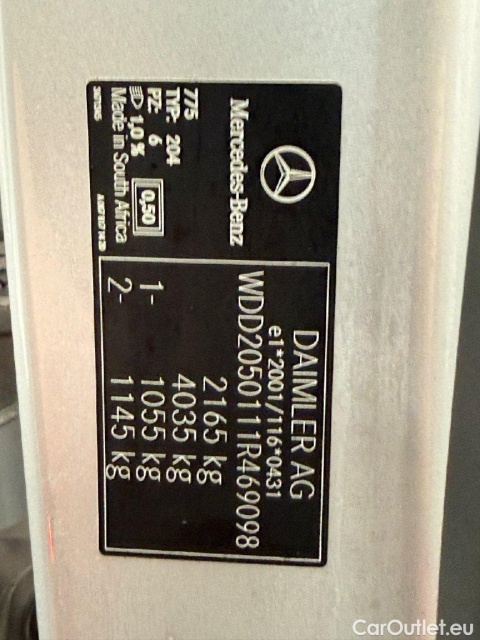 Mercedes-Benz
775
TYP: 204
PZ: 6
1,0 %
0,50
Made in South Africa
DAIMLER AG
e1*2001/116*0431
WDD2050111R469098
2165 kg
4035 kg
1- 1055 kg
2- 1145 kg
CarOutlet.eu